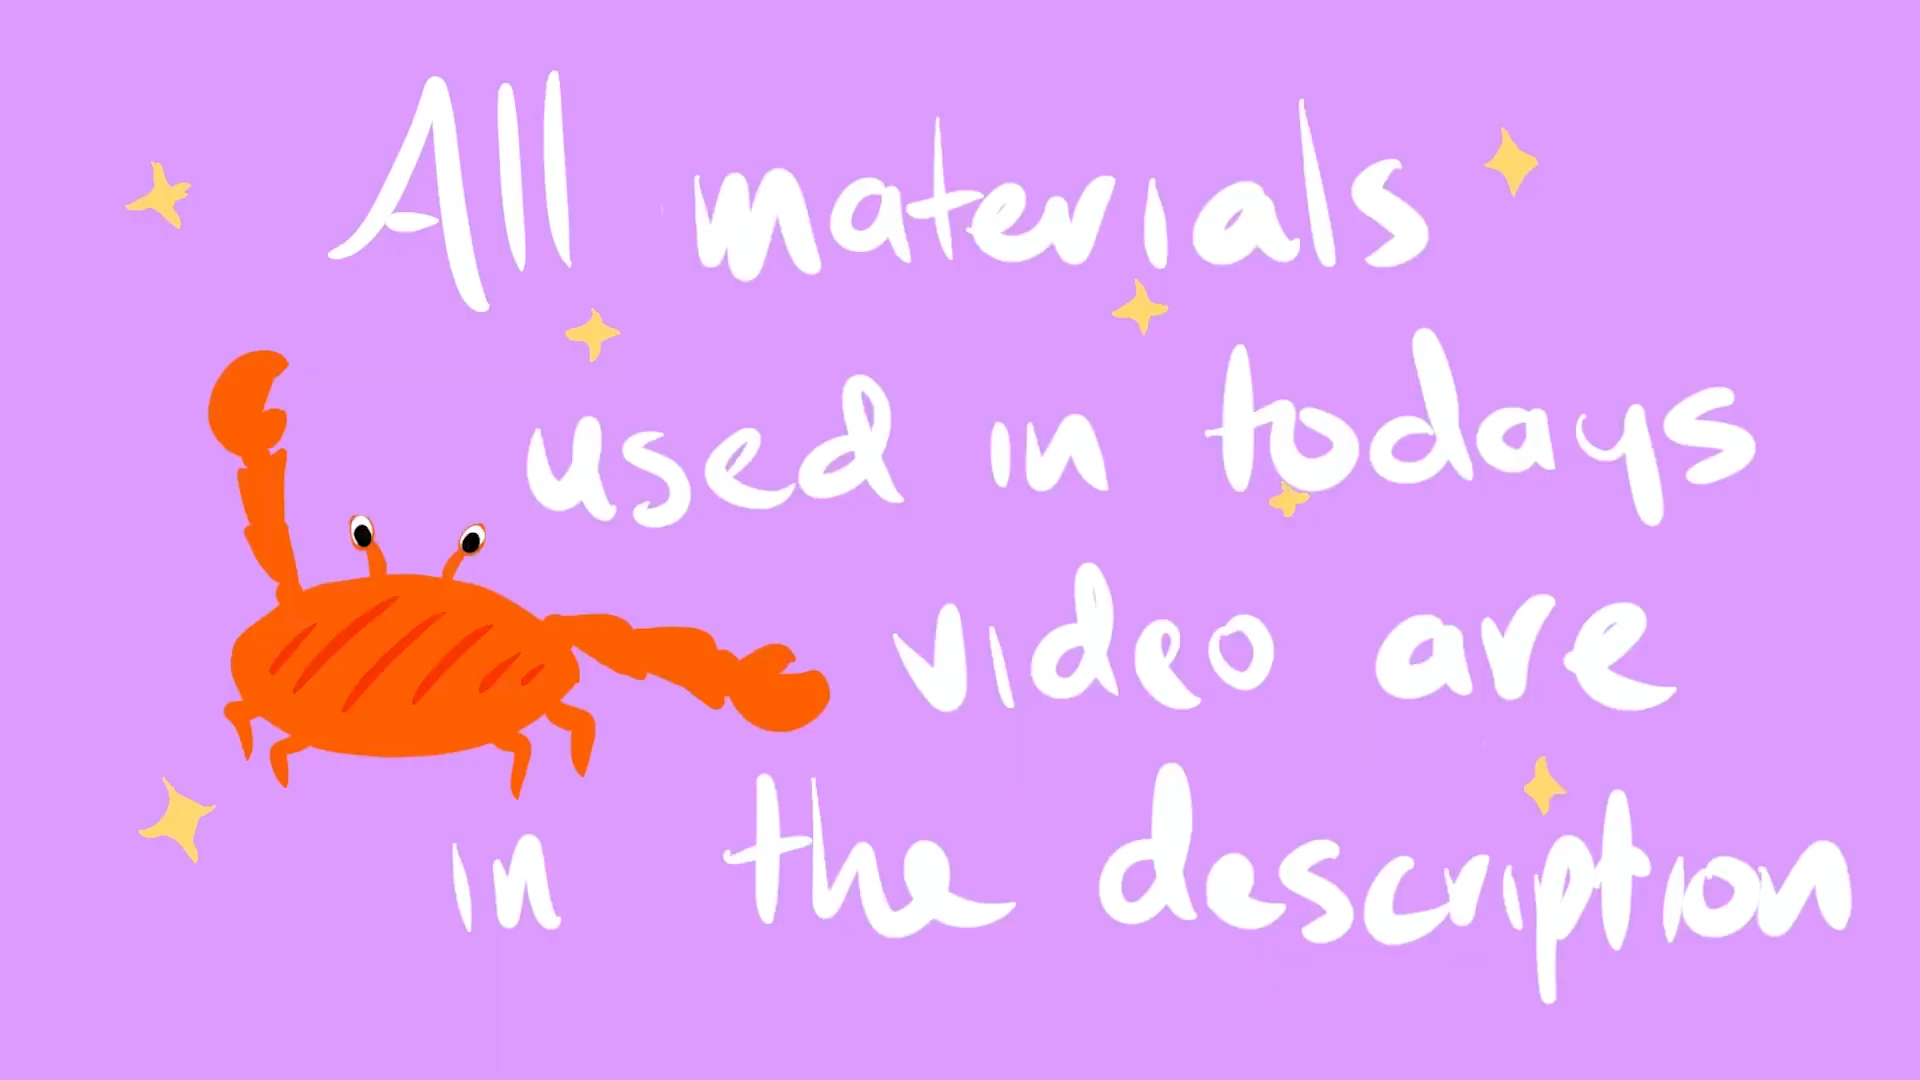 All materials
used in todays
video are
in the description